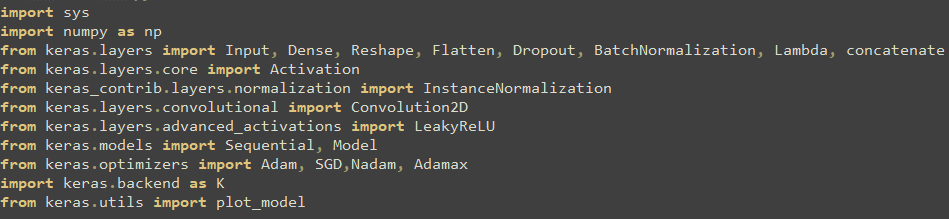 import sys
import numpy as np
from keras.layers import Input, Dense, Reshape, Flatten, Dropout, BatchNormalization, Lambda, concatenate
from keras.layers.core import Activation
from keras_contrib.layers.normalization import InstanceNormalization
from keras.layers.convolutional import Convolution2D
from keras.layers.advanced_activations import LeakyReLU
from keras.models import Sequential, Model
from keras.optimizers import Adam, SGD,Nadam, Adamax
import keras.backend as K
from keras.utils import plot_model